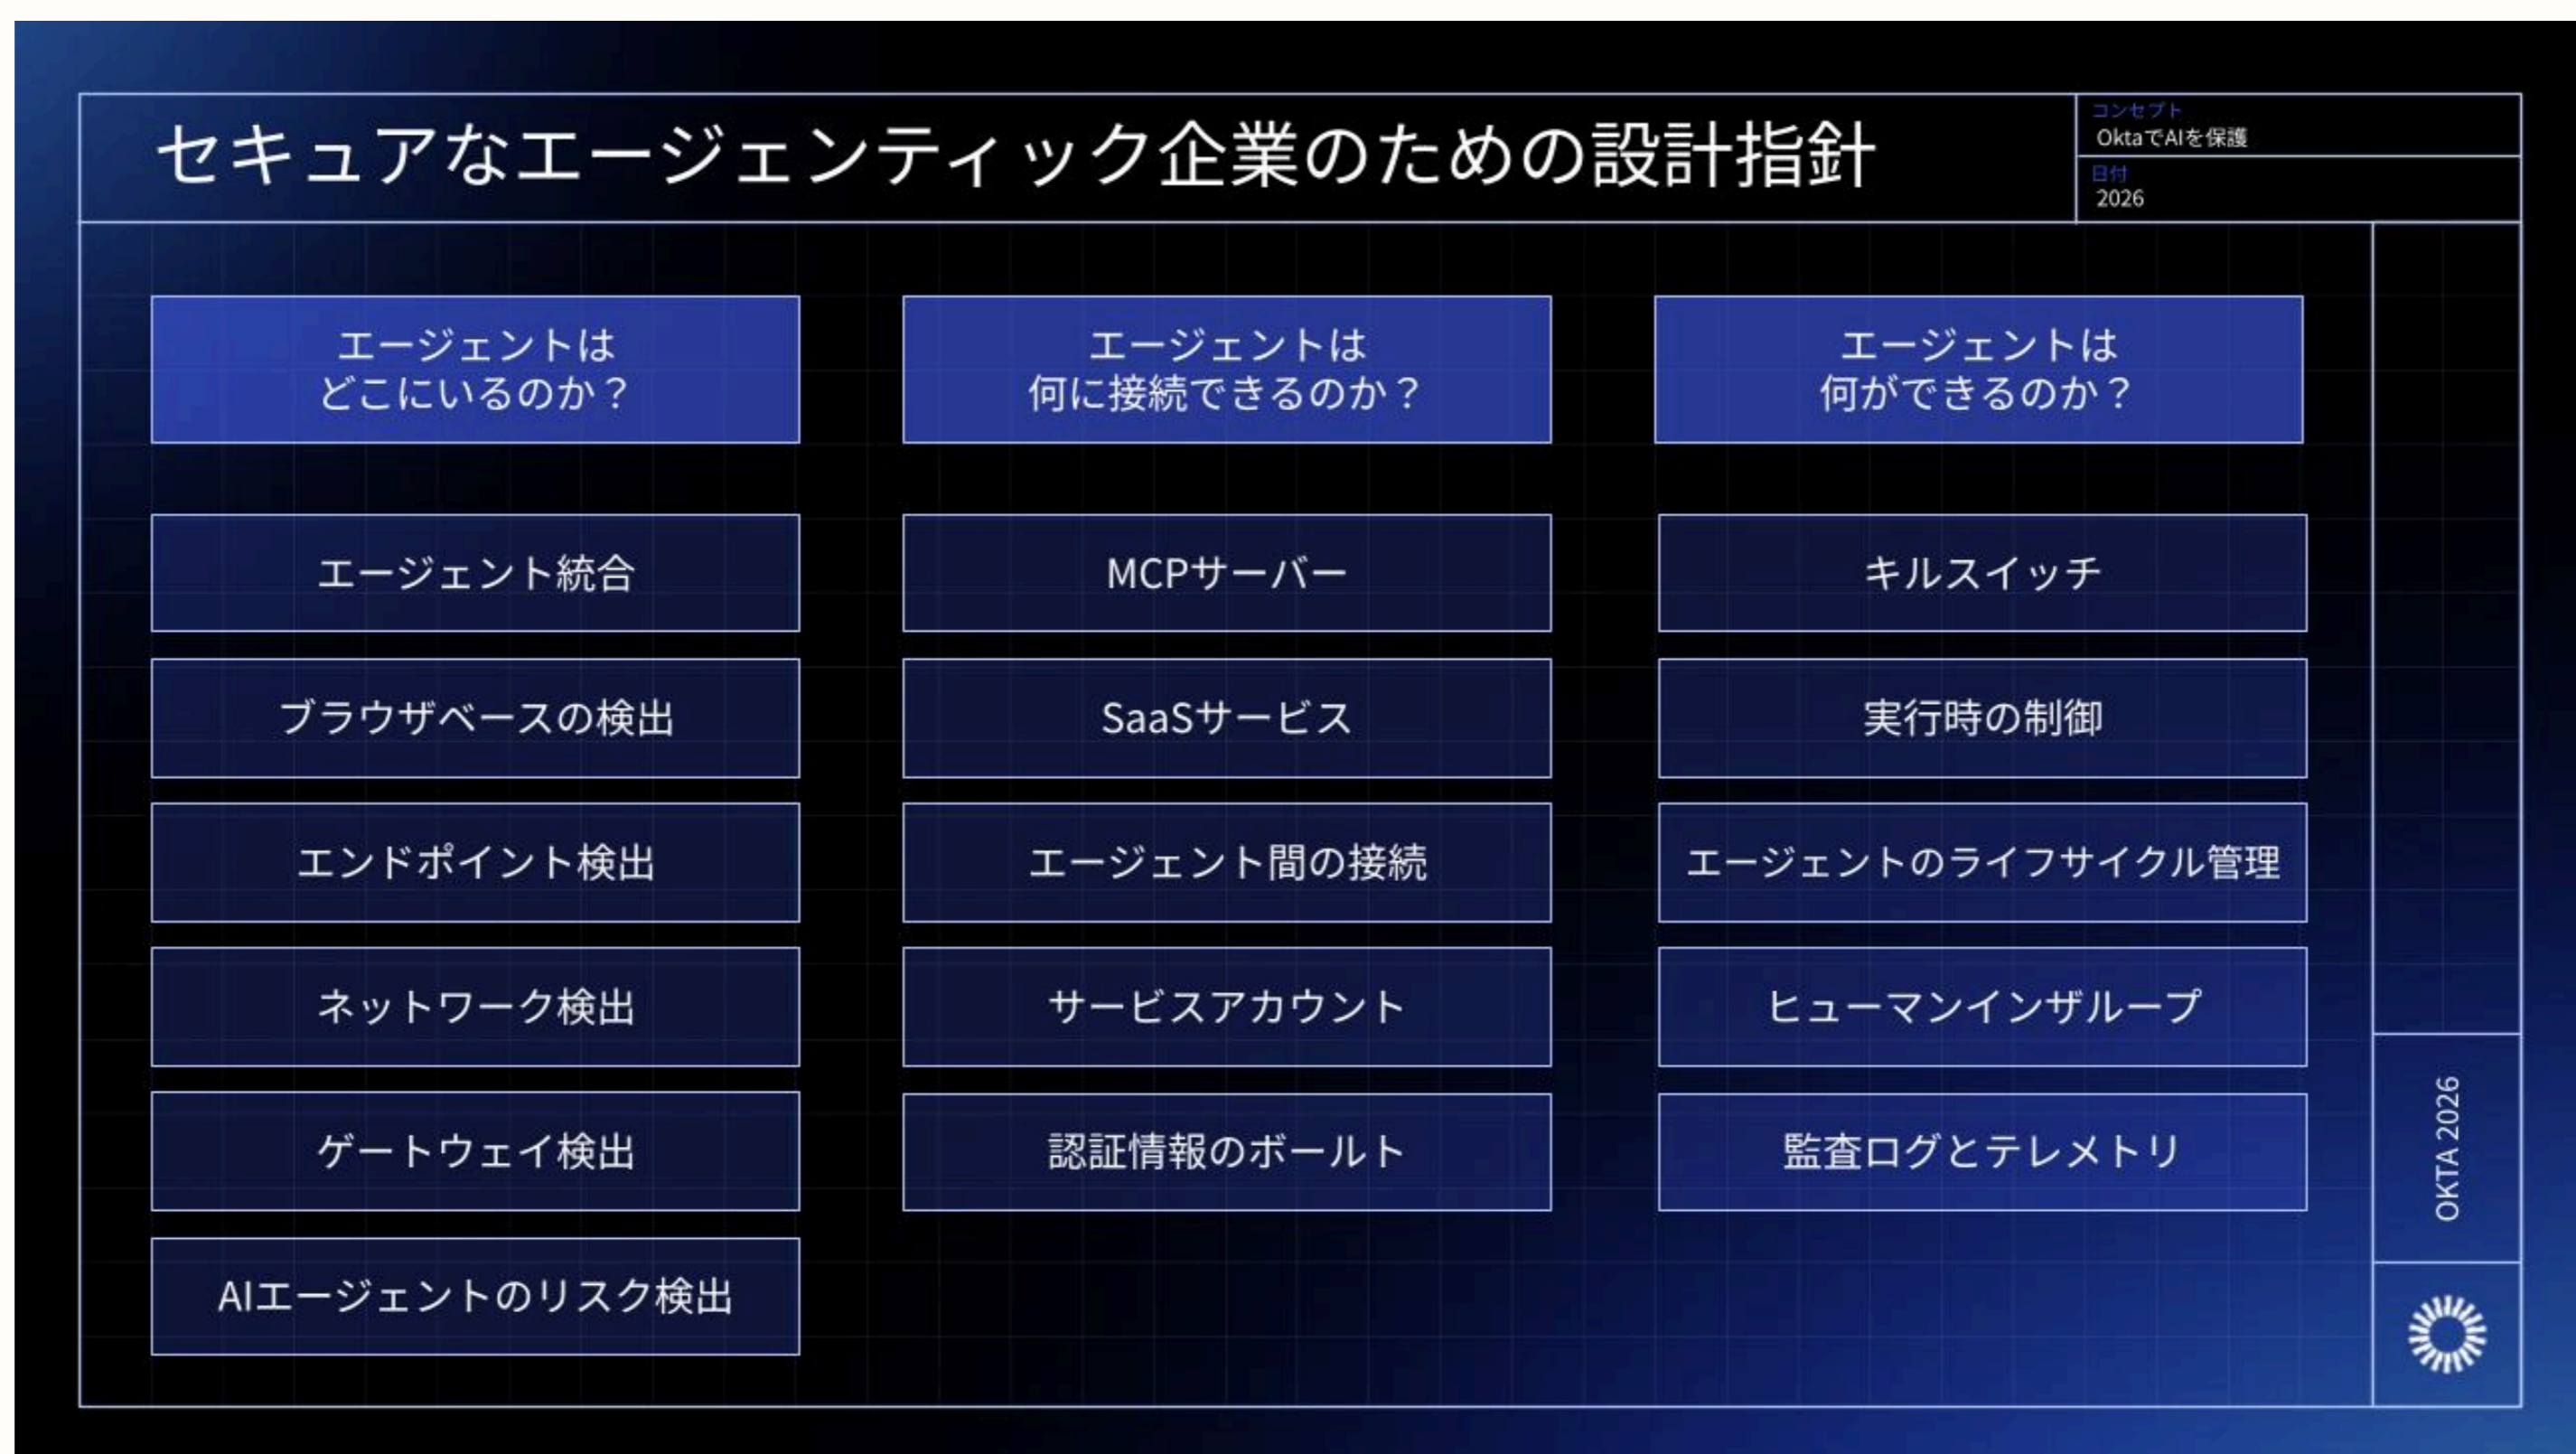 セキュアなエージェンティック企業のための設計指針
コンセプト
OktaでAIを保護
日付
2026
エージェントは
どこにいるのか？
エージェント統合
ブラウザベースの検出
エンドポイント検出
ネットワーク検出
ゲートウェイ検出
AIエージェントのリスク検出
エージェントは
何に接続できるのか？
MCPサーバー
SaaSサービス
エージェント間の接続
サービスアカウント
認証情報のボールト
エージェントは
何ができるのか？
キルスイッチ
実行時の制御
エージェントのライフサイクル管理
ヒューマンインザループ
監査ログとテレメトリ
OKTA 2026